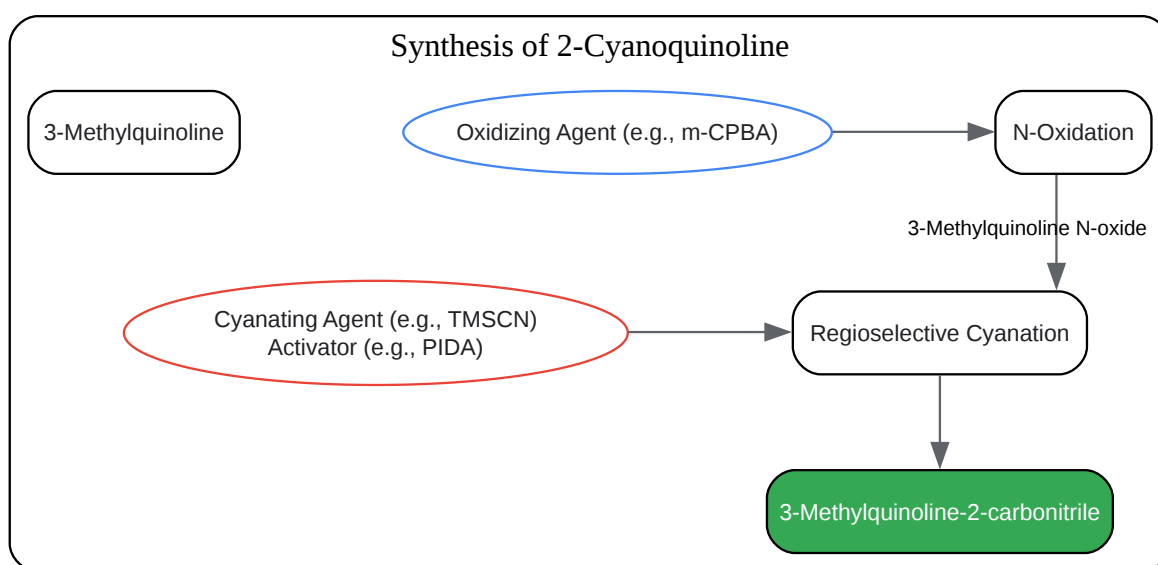 Synthesis of 2-Cyanoquinoline
3-Methylquinoline
Oxidizing Agent (e.g., m-CPBA)
N-Oxidation
3-Methylquinoline N-oxide
Cyanating Agent (e.g., TMSCN)
Activator (e.g., PIDA)
Regioselective Cyanation
3-Methylquinoline-2-carbonitrile